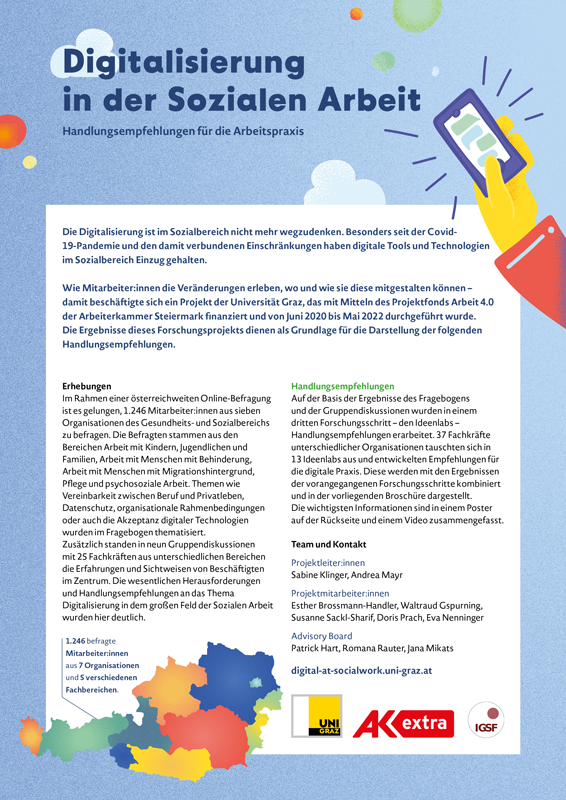 Digitalisierung
in der Sozialen Arbeit
Handlungsempfehlungen für die Arbeitspraxis
Die Digitalisierung ist im Sozialbereich nicht mehr wegzudenken. Besonders seit der Covid-
19-Pandemie und den damit verbundenen Einschränkungen haben digitale Tools und Technologien
im Sozialbereich Einzug gehalten.
Wie Mitarbeiter:innen die Veränderungen erleben, wo und wie sie diese mitgestalten können –
damit beschäftigte sich ein Projekt der Universität Graz, das mit Mitteln des Projektfonds Arbeit 4.0
der Arbeiterkammer Steiermark finanziert und von Juni 2020 bis Mai 2022 durchgeführt wurde.
Die Ergebnisse dieses Forschungsprojekts dienen als Grundlage für die Darstellung der folgenden
Handlungsempfehlungen.
Erhebungen
Im Rahmen einer österreichweiten Online-Befragung
ist es gelungen, 1.246 Mitarbeiter:innen aus sieben
Organisationen des Gesundheits- und Sozialbereichs
zu befragen. Die Befragten stammen aus den
Bereichen Arbeit mit Kindern, Jugendlichen und
Familien, Arbeit mit Menschen mit Behinderung,
Arbeit mit Menschen mit Migrationshintergrund,
Pflege und psychosoziale Arbeit. Themen wie
Vereinbarkeit zwischen Beruf und Privatleben,
Datenschutz, organisationale Rahmenbedingungen
oder auch die Akzeptanz digitaler Technologien
wurden im Fragebogen thematisiert.
Zusätzlich standen in neun Gruppendiskussionen
mit 25 Fachkräften aus unterschiedlichen Bereichen
die Erfahrungen und Sichtweisen von Beschäftigten
im Zentrum. Die wesentlichen Herausforderungen
und Handlungsempfehlungen an das Thema
Digitalisierung in dem großen Feld der Sozialen Arbeit
wurden hier deutlich.
1.246 befragte
Mitarbeiter:innen
aus 7 Organisationen
und 5 verschiedenen
Fachbereichen.
Handlungsempfehlungen
Auf der Basis der Ergebnisse des Fragebogens
und der Gruppendiskussionen wurden in einem
dritten Forschungsschritt – den Ideenlabs –
Handlungsempfehlungen erarbeitet. 37 Fachkräfte
unterschiedlicher Organisationen tauschten sich in
13 Ideenlabs aus und entwickelten Empfehlungen für
die digitale Praxis. Diese werden mit den Ergebnissen
der vorangegangenen Forschungsschritte kombiniert
und in der vorliegenden Broschüre dargestellt.
Die wichtigsten Informationen sind in einem Poster
auf der Rückseite und einem Video zusammengefasst.
Team und Kontakt
Projektleiter:innen
Sabine Klinger, Andrea Mayr
Projektmitarbeiter:innen
Esther Brossmann-Handler, Waltraud Gspurning,
Susanne Sackl-Sharif, Doris Prach, Eva Nenninger
Advisory Board
Patrick Hart, Romana Rauter, Jana Mikats
digital-at-socialwork.uni-graz.at
UNI
GRAZ
AK extra
IGSF